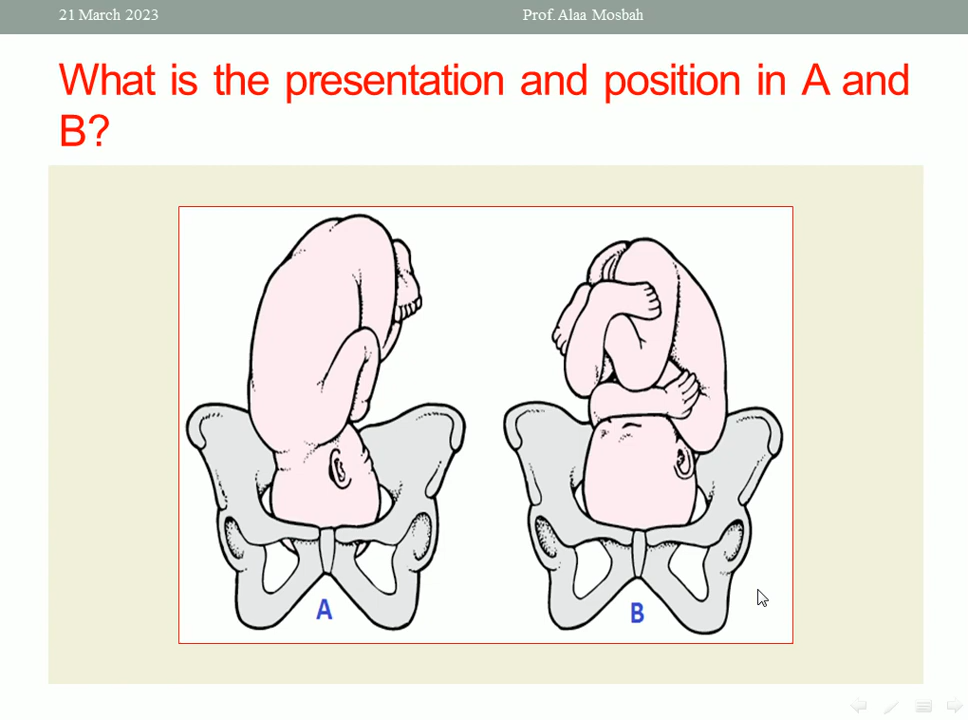 21 March 2023 Prof. Alaa Mosbah
What is the presentation and position in A and
B?
A B